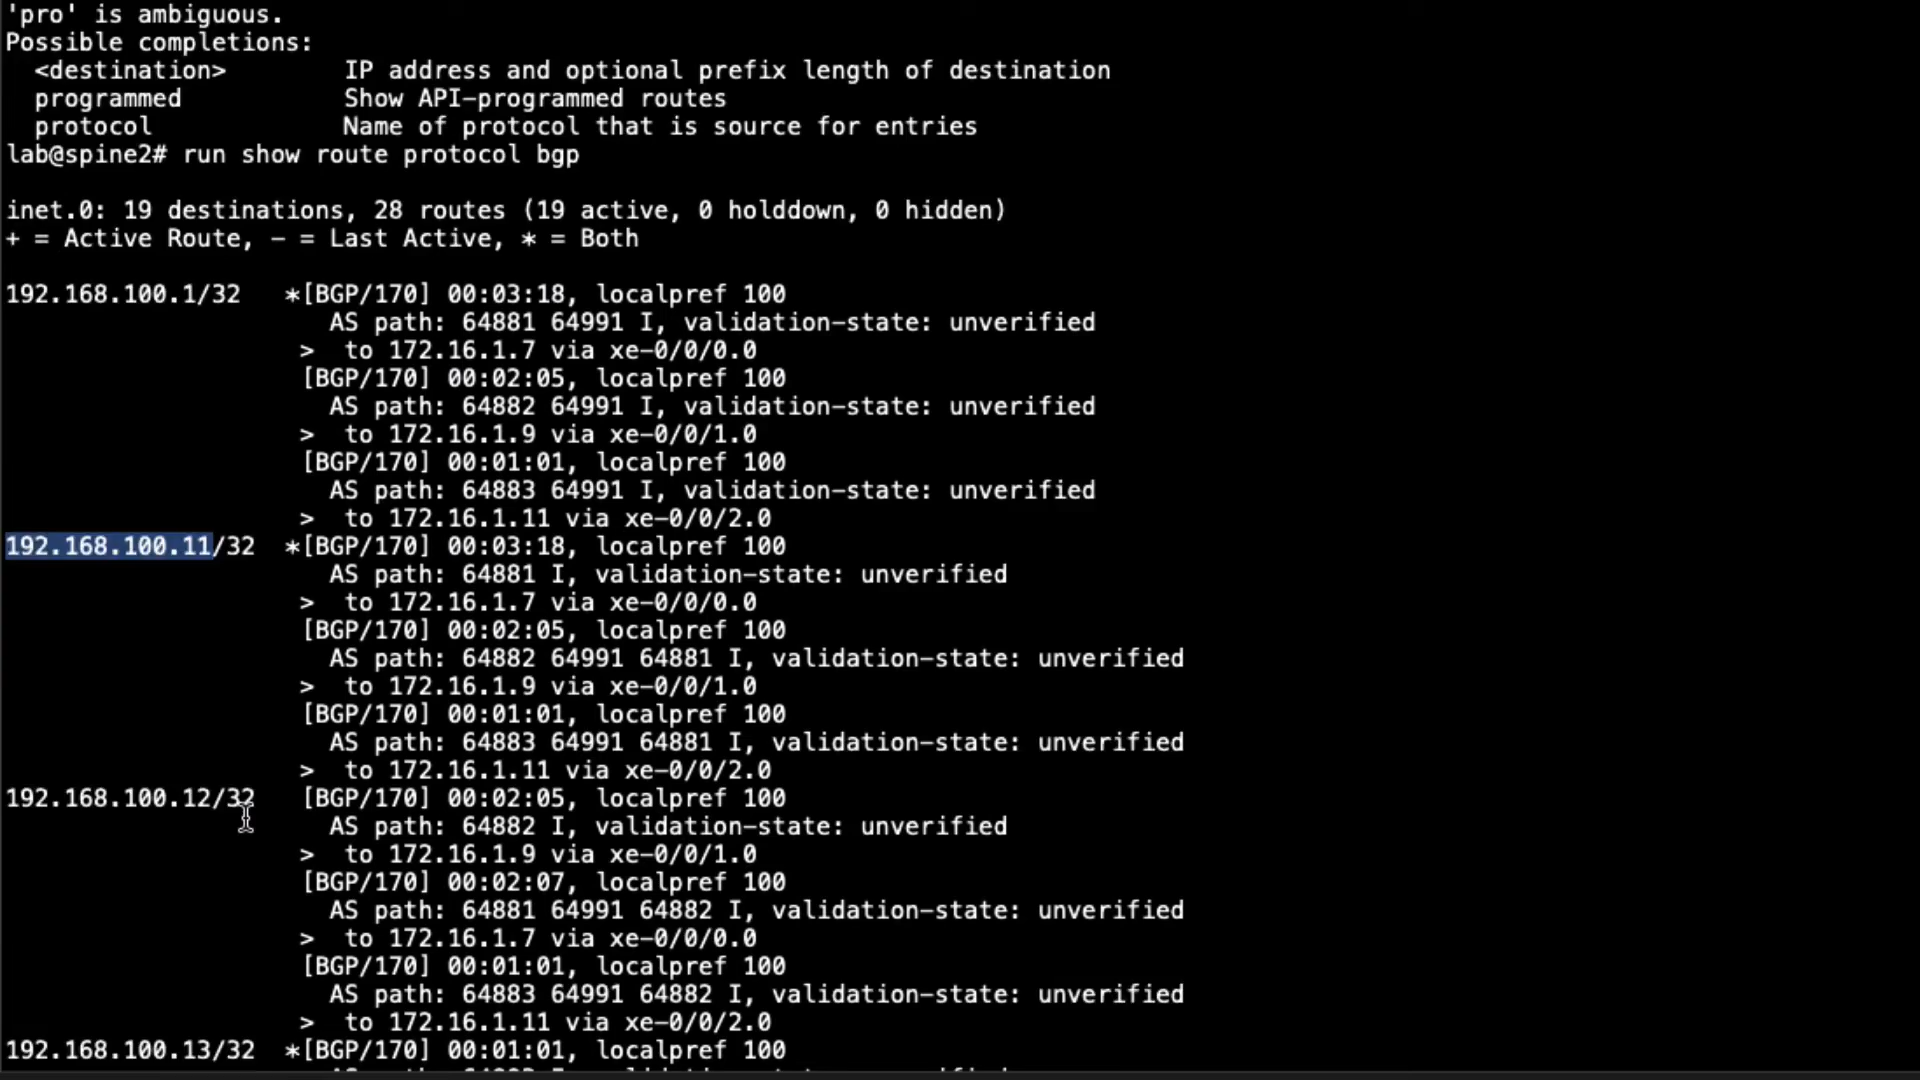 'pro' is ambiguous.
Possible completions:
  <destination>        IP address and optional prefix length of destination
  programmed           Show API-programmed routes
  protocol             Name of protocol that is source for entries
lab@spine2# run show route protocol bgp

inet.0: 19 destinations, 28 routes (19 active, 0 holddown, 0 hidden)
+ = Active Route, - = Last Active, * = Both

192.168.100.1/32   *[BGP/170] 00:03:18, localpref 100
                      AS path: 64881 64991 I, validation-state: unverified
                    >  to 172.16.1.7 via xe-0/0/0.0
                    [BGP/170] 00:02:05, localpref 100
                      AS path: 64882 64991 I, validation-state: unverified
                    >  to 172.16.1.9 via xe-0/0/1.0
                    [BGP/170] 00:01:01, localpref 100
                      AS path: 64883 64991 I, validation-state: unverified
                    >  to 172.16.1.11 via xe-0/0/2.0
192.168.100.11/32  *[BGP/170] 00:03:18, localpref 100
                      AS path: 64881 I, validation-state: unverified
                    >  to 172.16.1.7 via xe-0/0/0.0
                    [BGP/170] 00:02:05, localpref 100
                      AS path: 64882 64991 64881 I, validation-state: unverified
                    >  to 172.16.1.9 via xe-0/0/1.0
                    [BGP/170] 00:01:01, localpref 100
                      AS path: 64883 64991 64881 I, validation-state: unverified
                    >  to 172.16.1.11 via xe-0/0/2.0
192.168.100.12/32   [BGP/170] 00:02:05, localpref 100
                      AS path: 64882 I, validation-state: unverified
                    >  to 172.16.1.9 via xe-0/0/1.0
                    [BGP/170] 00:02:07, localpref 100
                      AS path: 64881 64991 64882 I, validation-state: unverified
                    >  to 172.16.1.7 via xe-0/0/0.0
                    [BGP/170] 00:01:01, localpref 100
                      AS path: 64883 64991 64882 I, validation-state: unverified
                    >  to 172.16.1.11 via xe-0/0/2.0
192.168.100.13/32  *[BGP/170] 00:01:01, localpref 100